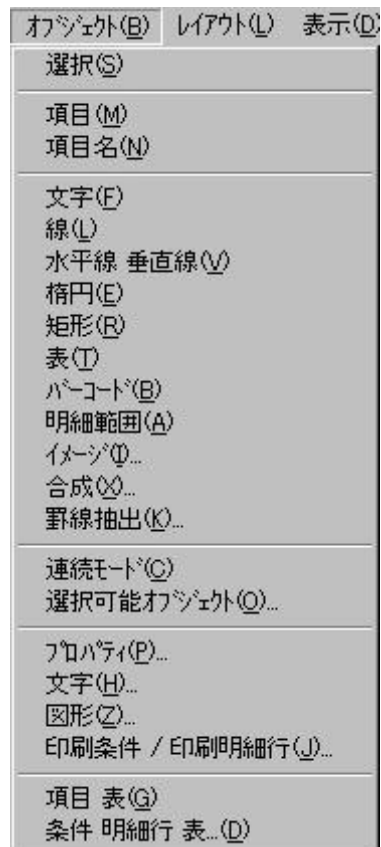 オブジェクト(B) レイアウト(L) 表示(D)
選択(S)
項目(M)
項目名(N)
文字(F)
線(L)
水平線 垂直線(V)
楕円(E)
矩形(R)
表(T)
バーコード(B)
明細範囲(A)
イメージ(I)...
合成(X)...
罫線抽出(K)...
連続モード(C)
選択可能オブジェクト(O)...
プロパティ(P)...
文字(H)...
図形(Z)...
印刷条件 / 印刷明細行(J)...
項目 表(G)
条件 明細行 表...(D)